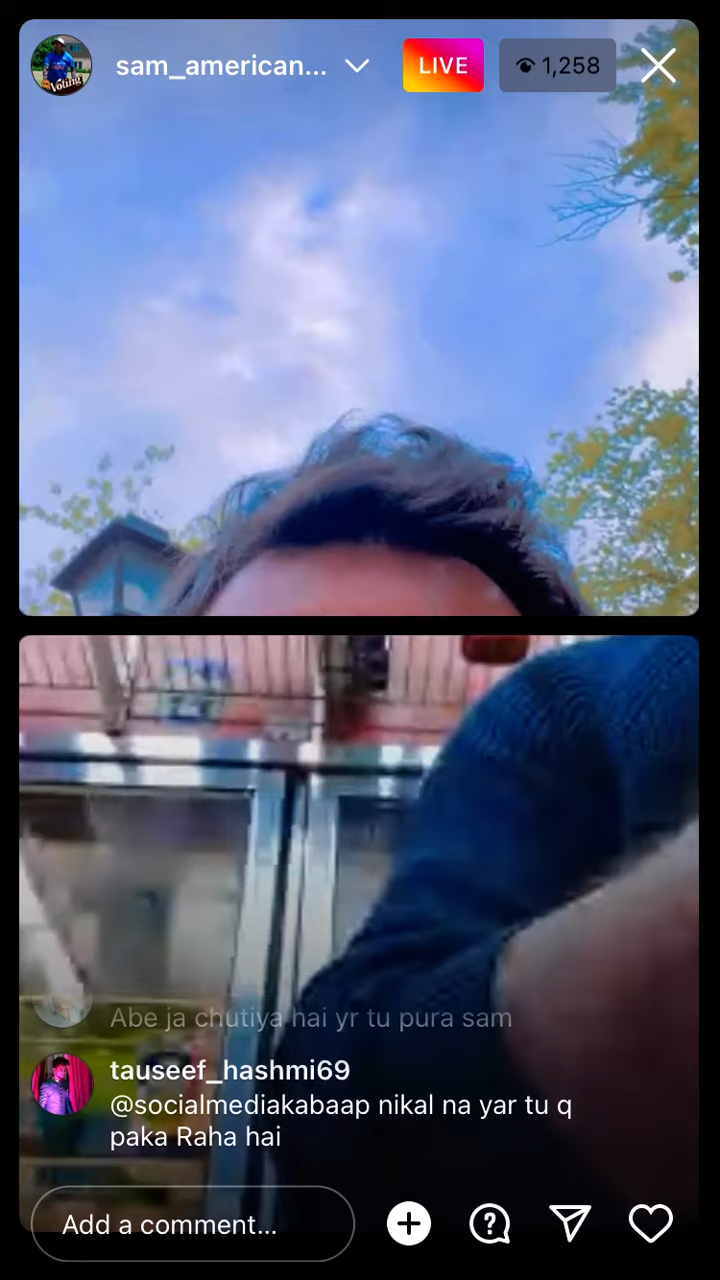 sam_american...
LIVE
1,258
Voting
Abe ja chutiya hai yr tu pura sam
tauseef_hashmi69
@socialmediakabaap nikal na yar tu q
paka Raha hai
Add a comment...